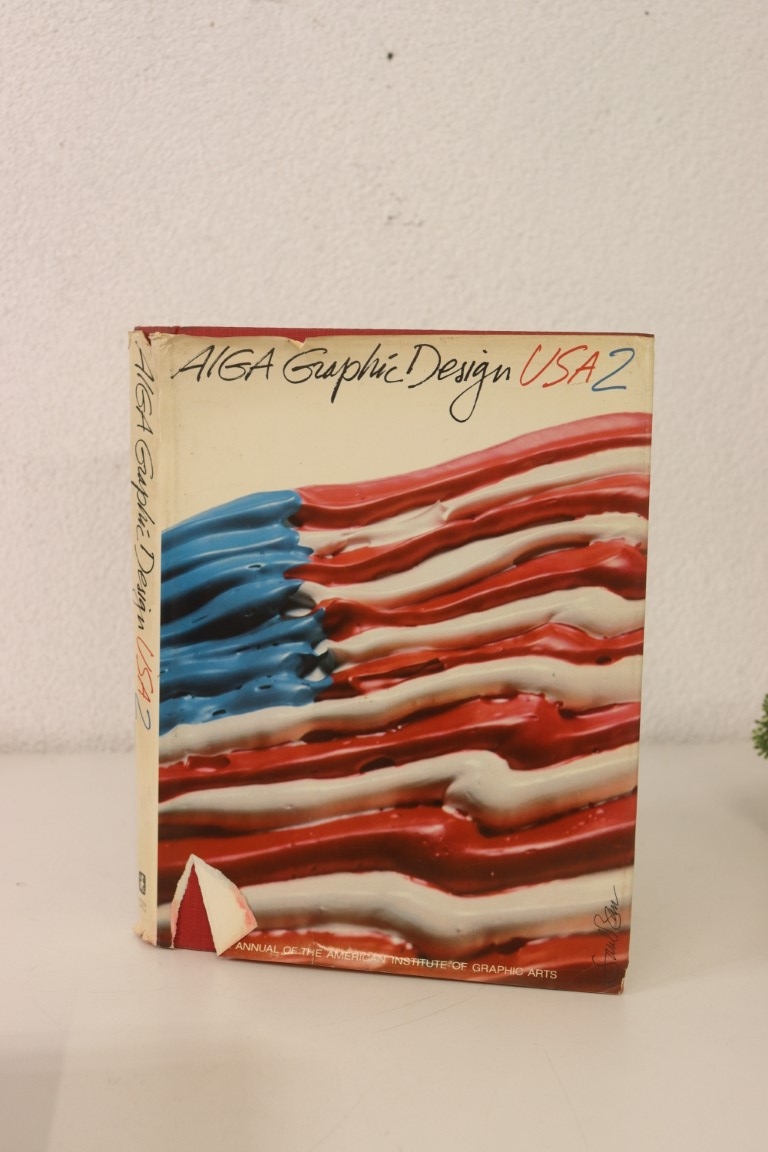 AIGA Graphic Design USA 2
AIGA Graphic Design USA 2
ANNUAL OF THE AMERICAN INSTITUTE OF GRAPHIC ARTS